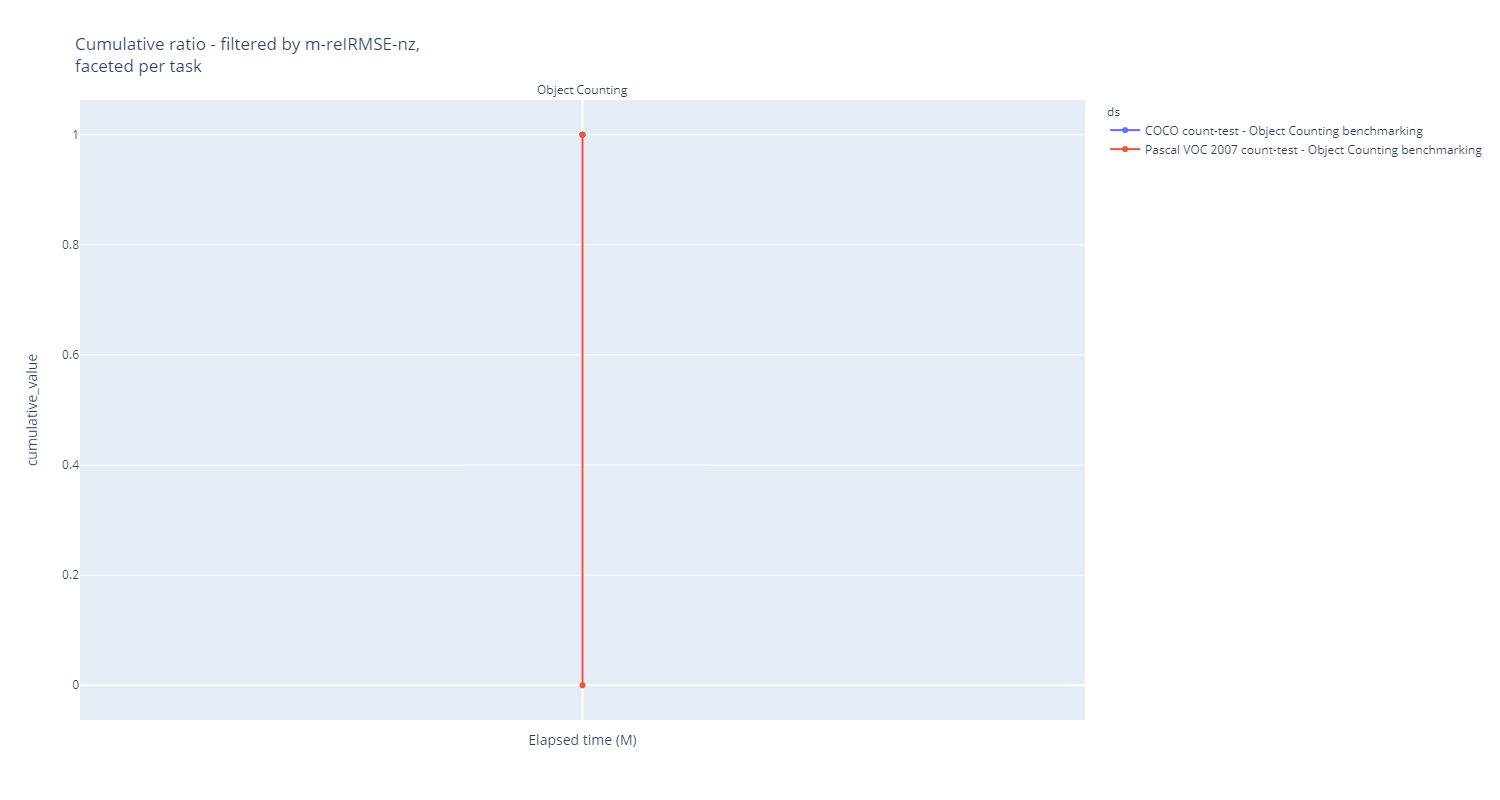 Cumulative ratio - filtered by m-relRMSE-nz,
faceted per task
Object Counting
ds
COCO count-test - Object Counting benchmarking
Pascal VOC 2007 count-test - Object Counting benchmarking
1
0.8
0.6
0.4
0.2
0
cumulative_value
Elapsed time (M)